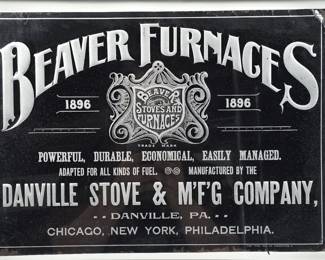 BEAVER FURNACES
1896
BEAVER
STOVES AND
FURNACES
1896
TRADE MARK
POWERFUL, DURABLE, ECONOMICAL, EASILY MANAGED.
ADAPTED FOR ALL KINDS OF FUEL. MANUFACTURED BY THE
DANVILLE STOVE & M'F'G COMPANY,
DANVILLE, PA.
CHICAGO, NEW YORK, PHILADELPHIA.